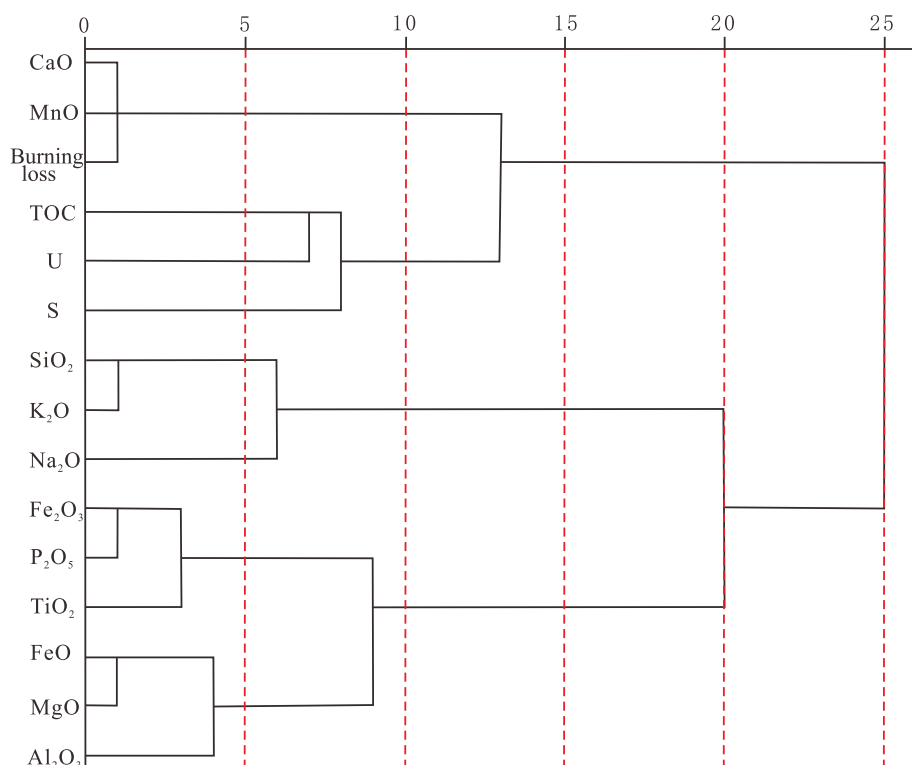 0 5 10 15 20 25
CaO
MnO
Burning
loss
TOC
U
S
SiO₂
K₂O
Na₂O
Fe₂O₃
P₂O₅
TiO₂
FeO
MgO
Al₂O₃